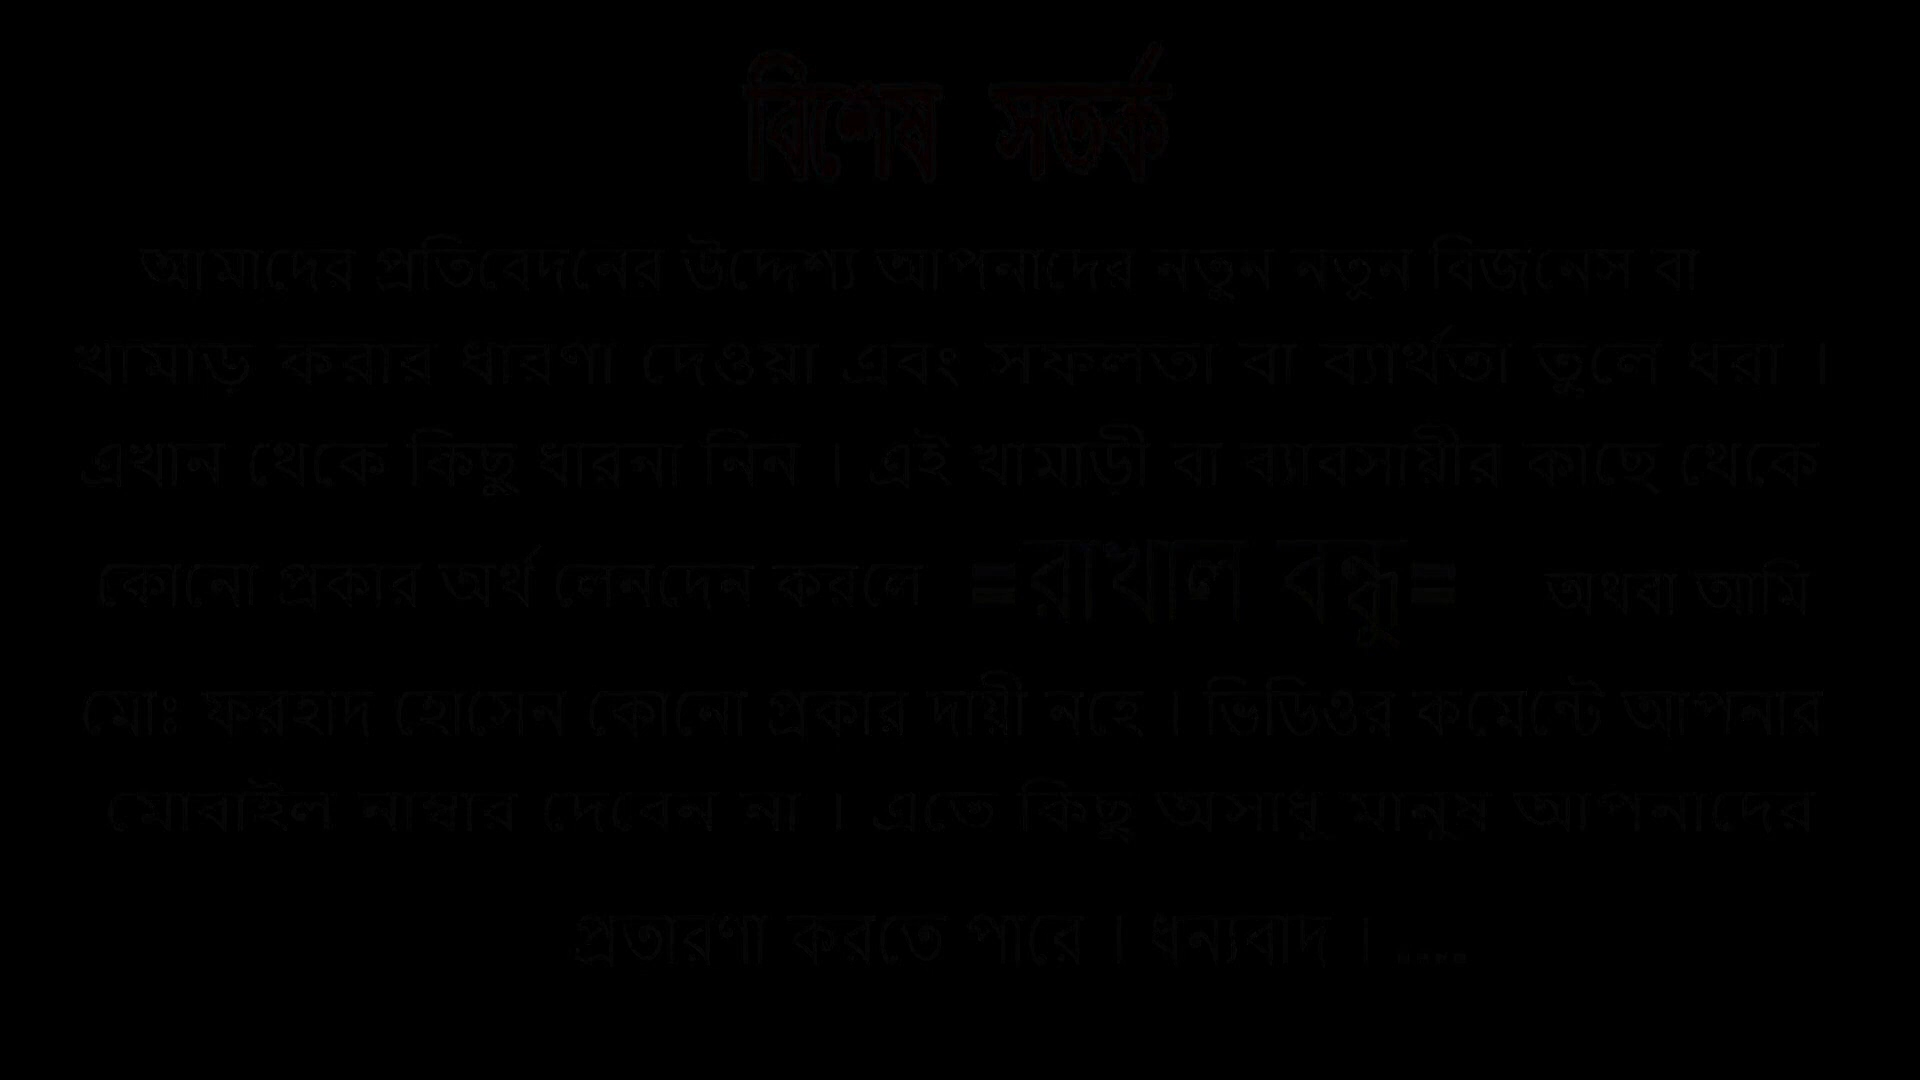 বিশেষ সতর্ক
আমাদের প্রতিবেদনের উদ্দেশ্য আপনাদের নতুন নতুন বিজনেস বা
খামাড় করার ধারণা দেওয়া এবং সফলতা বা ব্যার্থতা তুলে ধরা ।
এখান থেকে কিছু ধারনা নিন । এই খামাড়ী বা ব্যাবসায়ীর কাছে থেকে
কোনো প্রকার অর্থ লেনদেন করলে =রাখাল বন্ধু= অথবা আমি
মোঃ ফরহাদ হোসেন কোনো প্রকার দায়ী নহে । ভিডিওর কমেন্টে আপনার
মোবাইল নাম্বার দেবেন না । এতে কিছু অসাধু মানুষ আপনাদের
প্রতারণা করতে পারে । ধন্যবাদ । ....